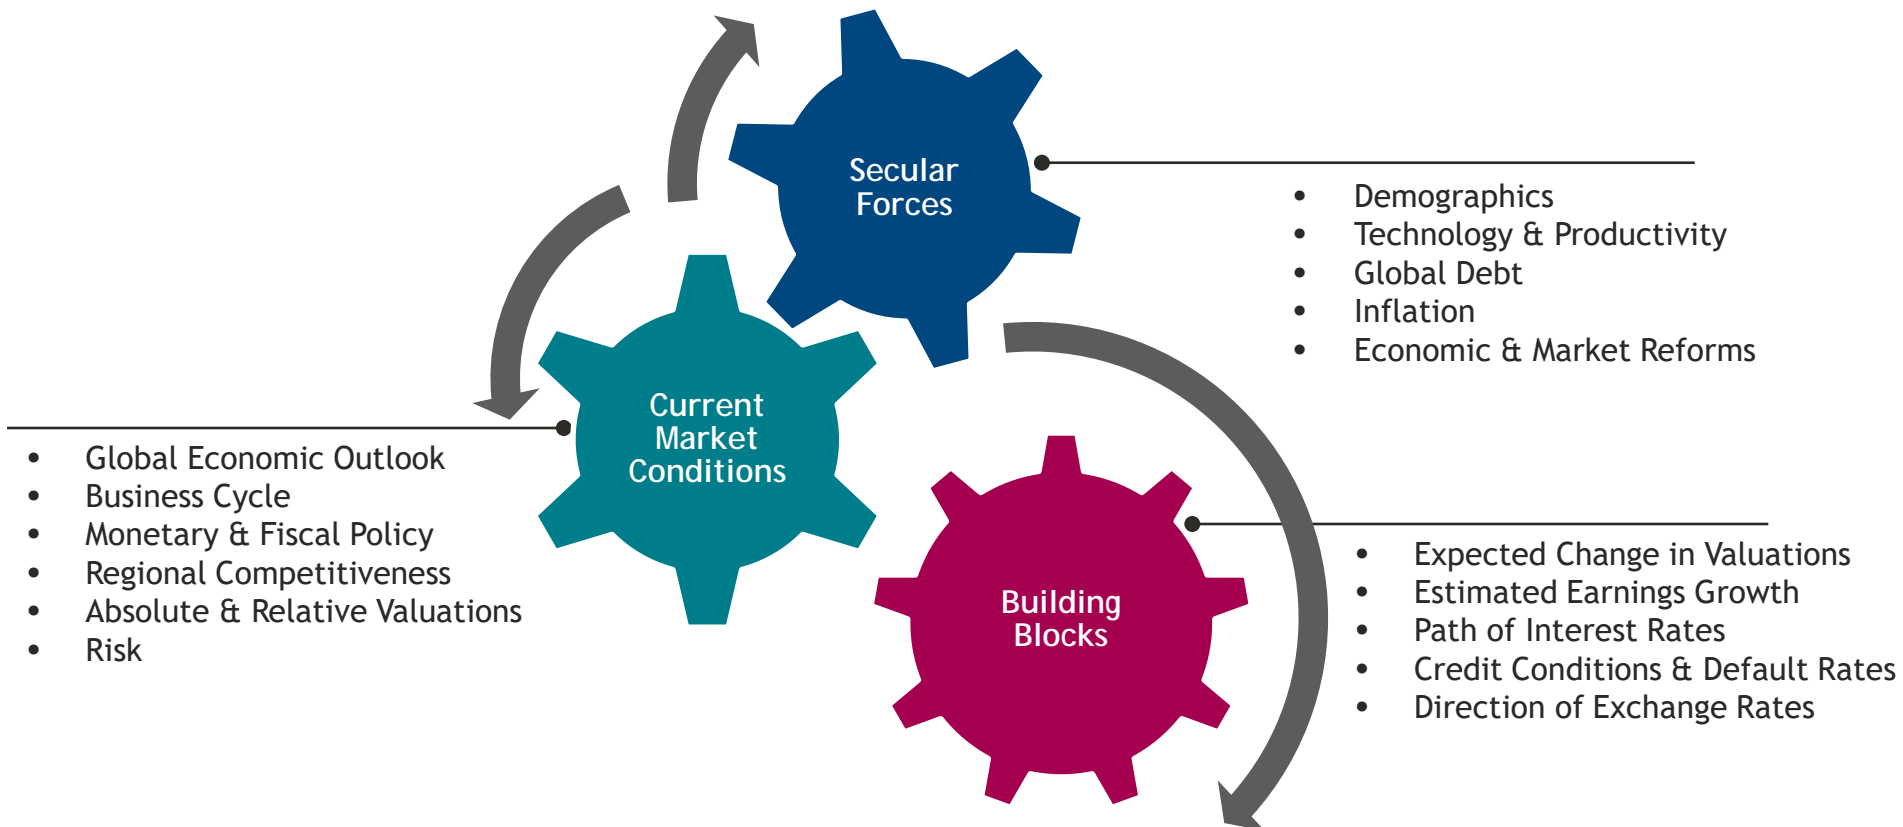 Secular
Forces
• Demographics
• Technology & Productivity
• Global Debt
• Inflation
• Economic & Market Reforms
Current
Market
Conditions
• Global Economic Outlook
• Business Cycle
• Monetary & Fiscal Policy
• Regional Competitiveness
• Absolute & Relative Valuations
• Risk
Building
Blocks
• Expected Change in Valuations
• Estimated Earnings Growth
• Path of Interest Rates
• Credit Conditions & Default Rates
• Direction of Exchange Rates